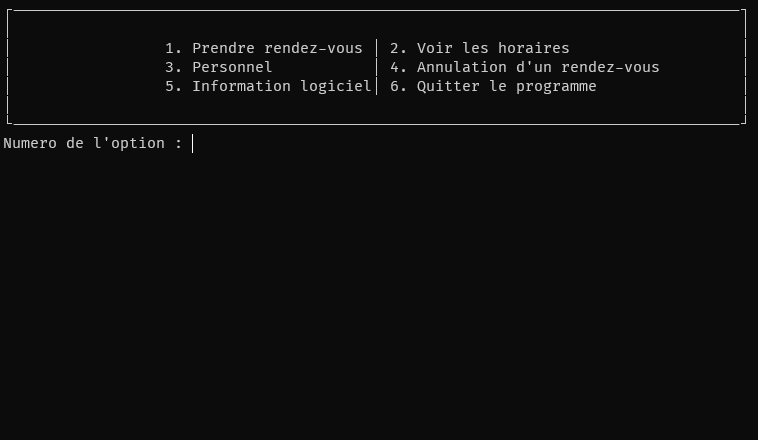 1. Prendre rendez-vous │ 2. Voir les horaires
3. Personnel │ 4. Annulation d'un rendez-vous
5. Information logiciel│ 6. Quitter le programme
Numero de l'option :